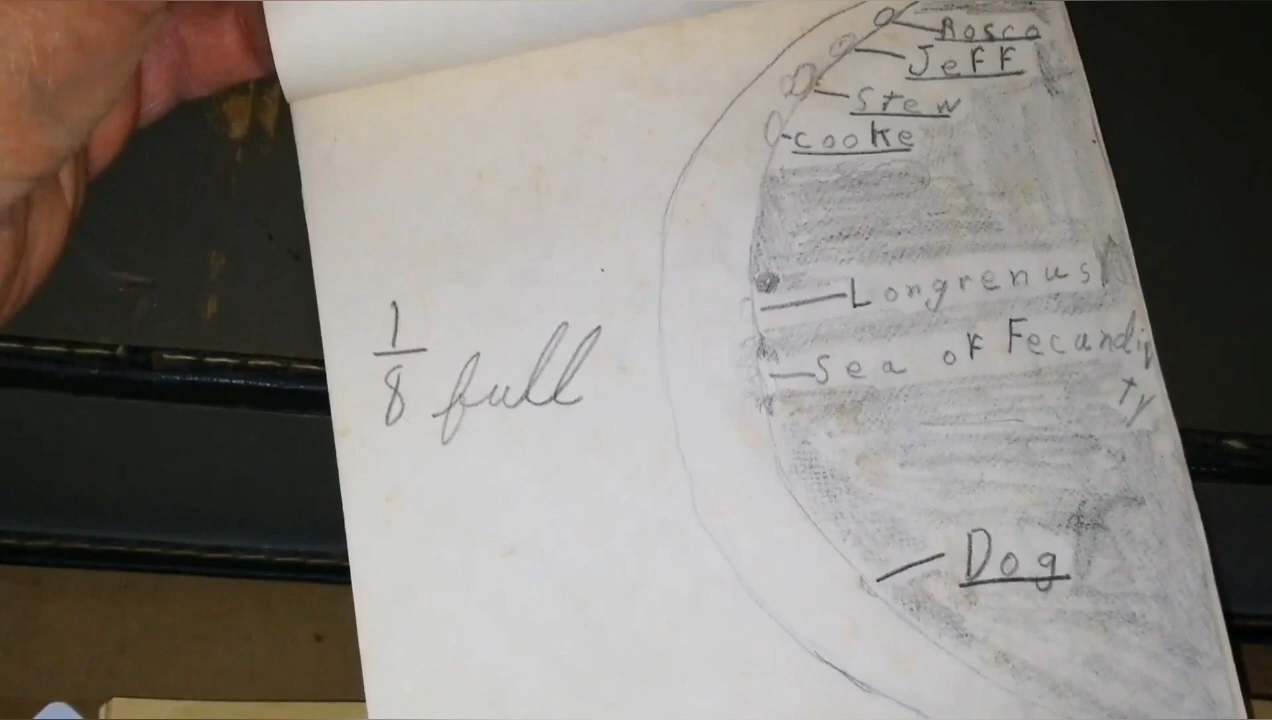 Rosco
Jeff
Stew
cooke
Longrenus
Sea of Fecundi
ty
1/8 full
Dog